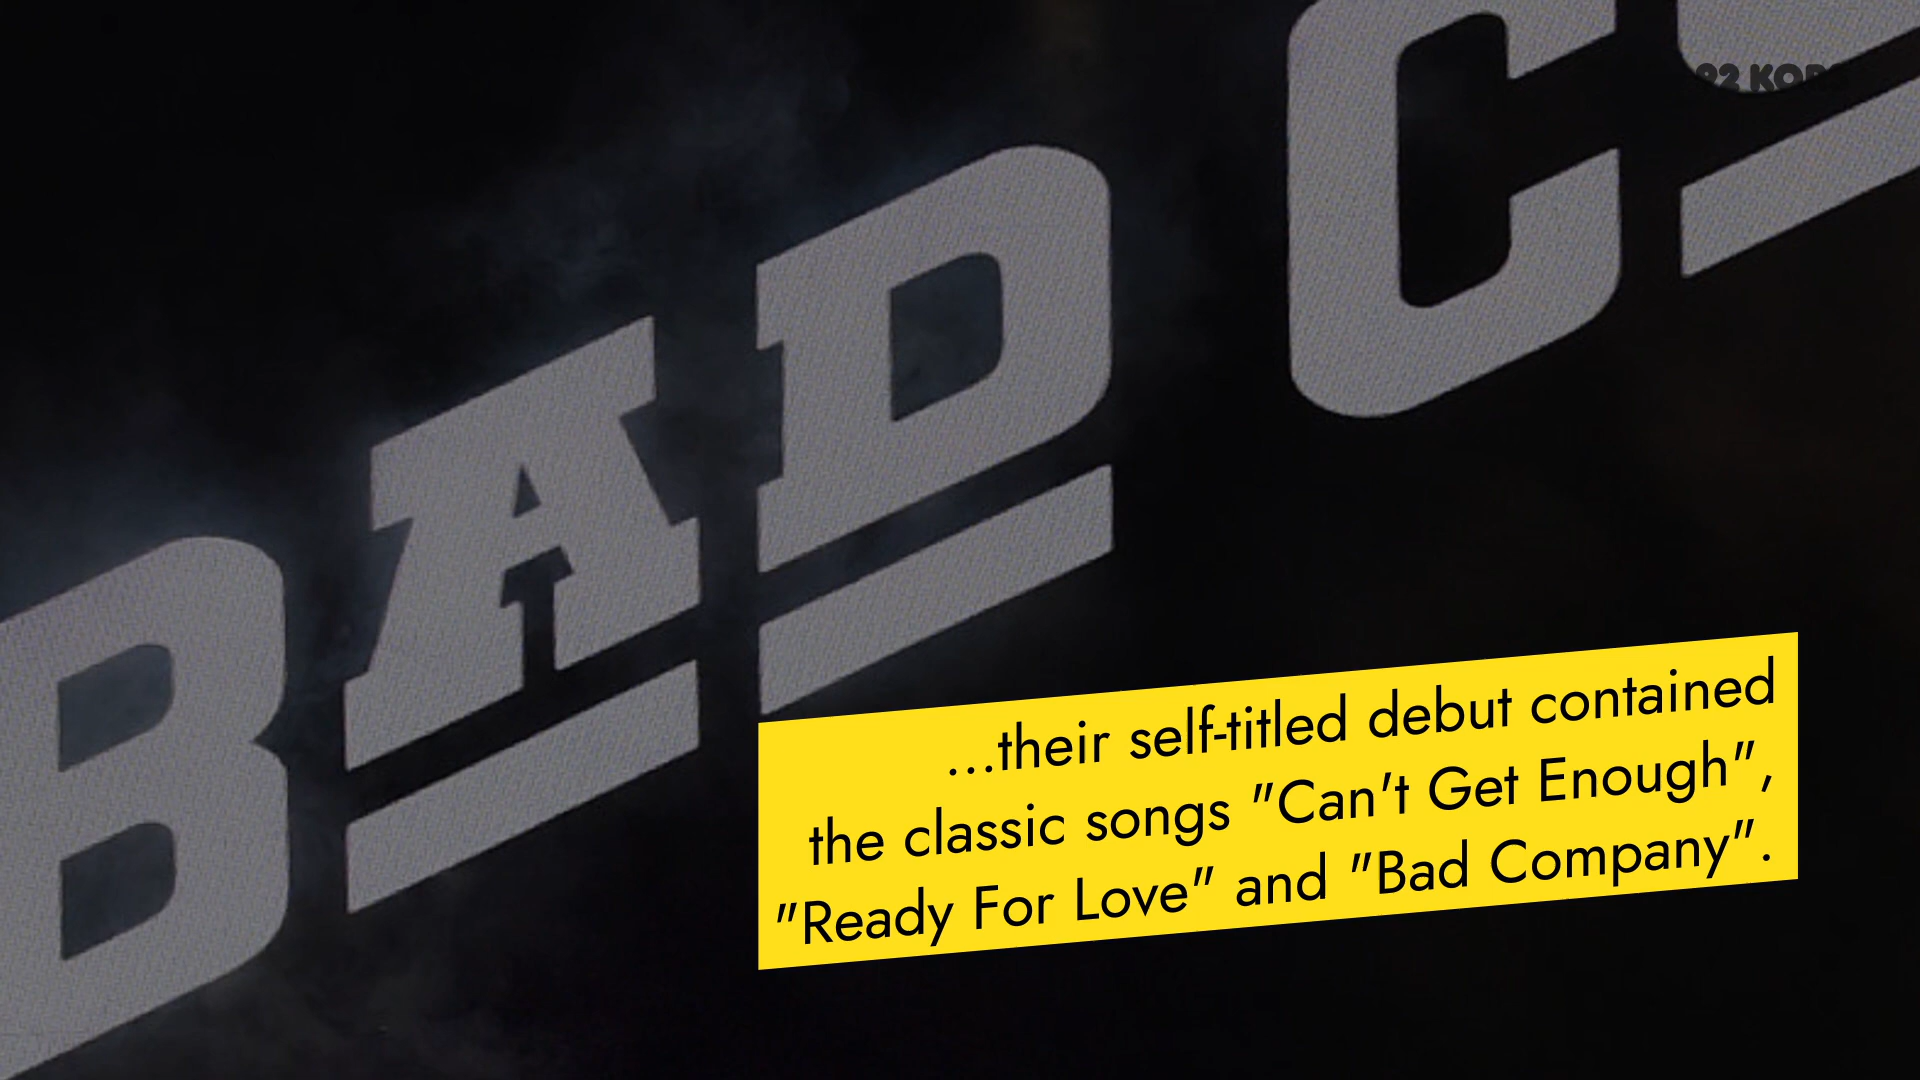 BAD C
…their self-titled debut contained
the classic songs "Can't Get Enough",
"Ready For Love" and "Bad Company".